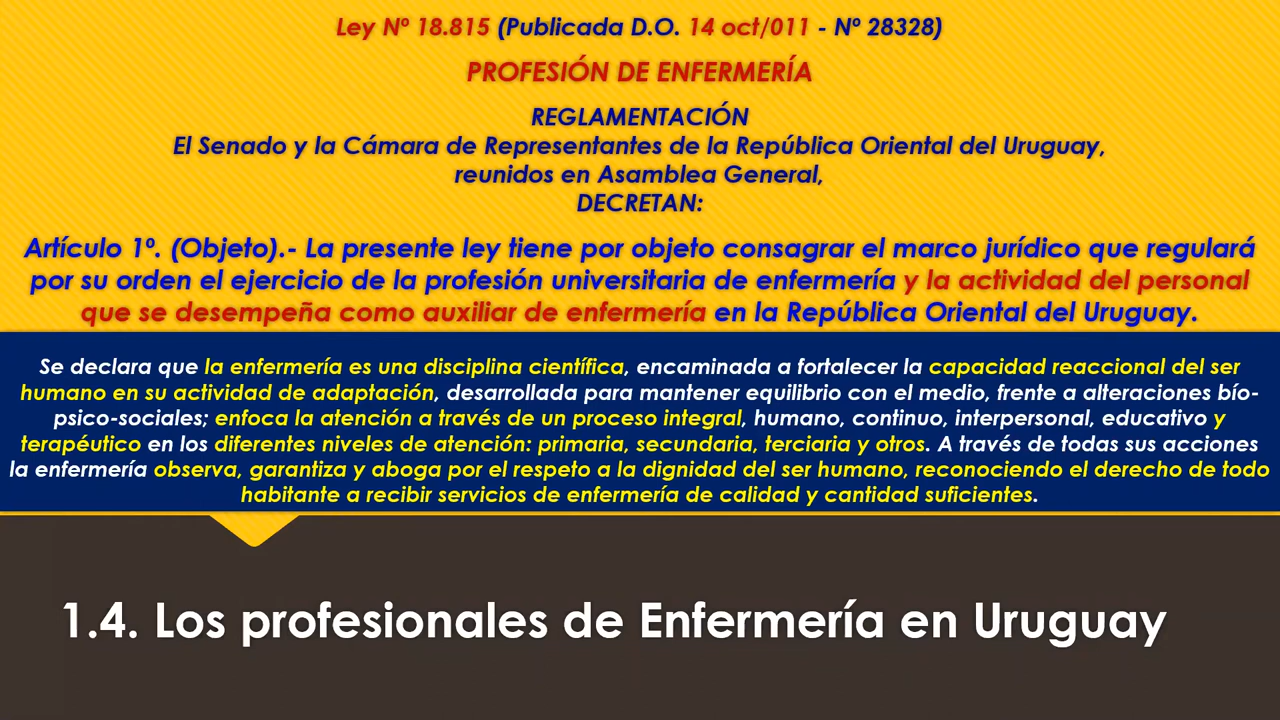 Ley Nº 18.815 (Publicada D.O. 14 oct/011 - Nº 28328)
PROFESIÓN DE ENFERMERÍA
REGLAMENTACIÓN
El Senado y la Cámara de Representantes de la República Oriental del Uruguay,
reunidos en Asamblea General,
DECRETAN:
Artículo 1º. (Objeto).- La presente ley tiene por objeto consagrar el marco jurídico que regulará
por su orden el ejercicio de la profesión universitaria de enfermería y la actividad del personal
que se desempeña como auxiliar de enfermería en la República Oriental del Uruguay.
Se declara que la enfermería es una disciplina científica, encaminada a fortalecer la capacidad reaccional del ser
humano en su actividad de adaptación, desarrollada para mantener equilibrio con el medio, frente a alteraciones bío-
psico-sociales; enfoca la atención a través de un proceso integral, humano, continuo, interpersonal, educativo y
terapéutico en los diferentes niveles de atención: primaria, secundaria, terciaria y otros. A través de todas sus acciones
la enfermería observa, garantiza y aboga por el respeto a la dignidad del ser humano, reconociendo el derecho de todo
habitante a recibir servicios de enfermería de calidad y cantidad suficientes.
1.4. Los profesionales de Enfermería en Uruguay